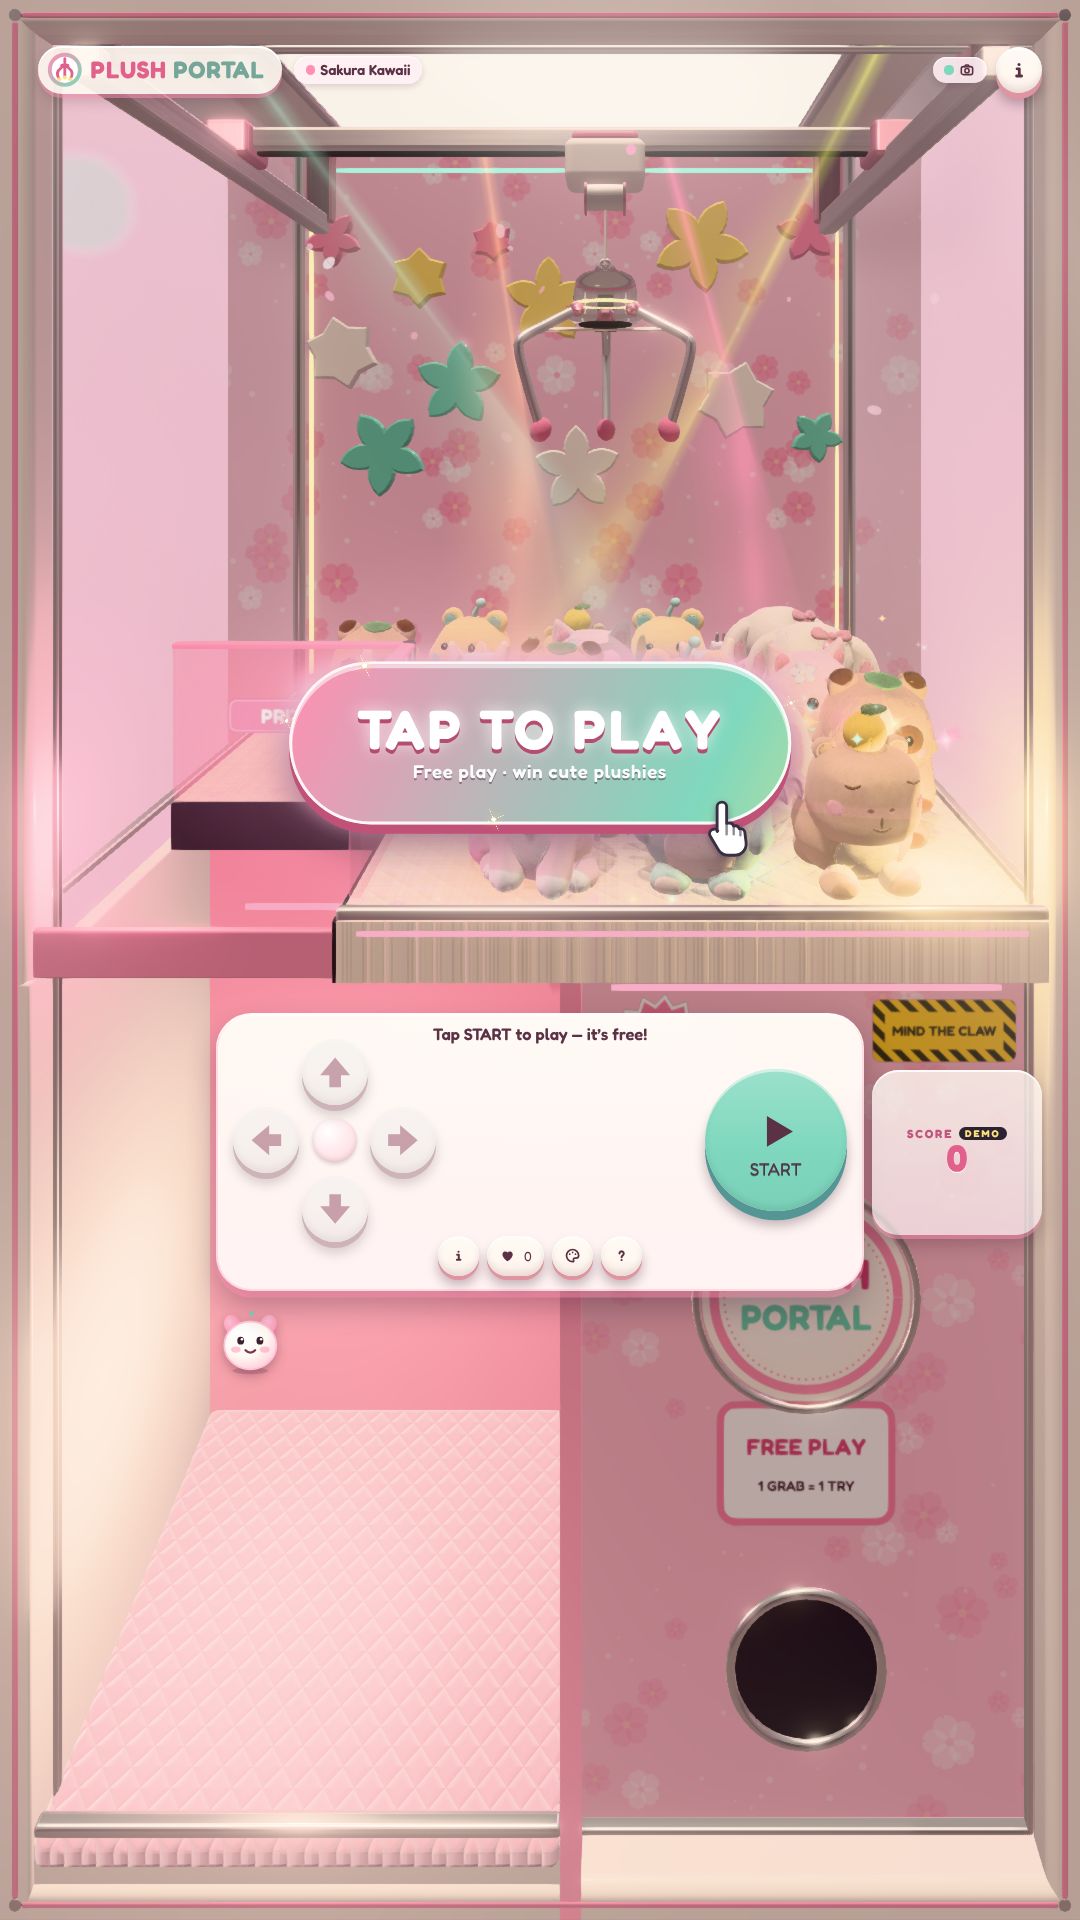 PLUSH PORTAL
Sakura Kawaii
i
TAP TO PLAY
Free play · win cute plushies
Tap START to play – it's free!
MIND THE CLAW
START
SCORE DEMO
0
i
0
?
PORTAL
FREE PLAY
1 GRAB = 1 TRY